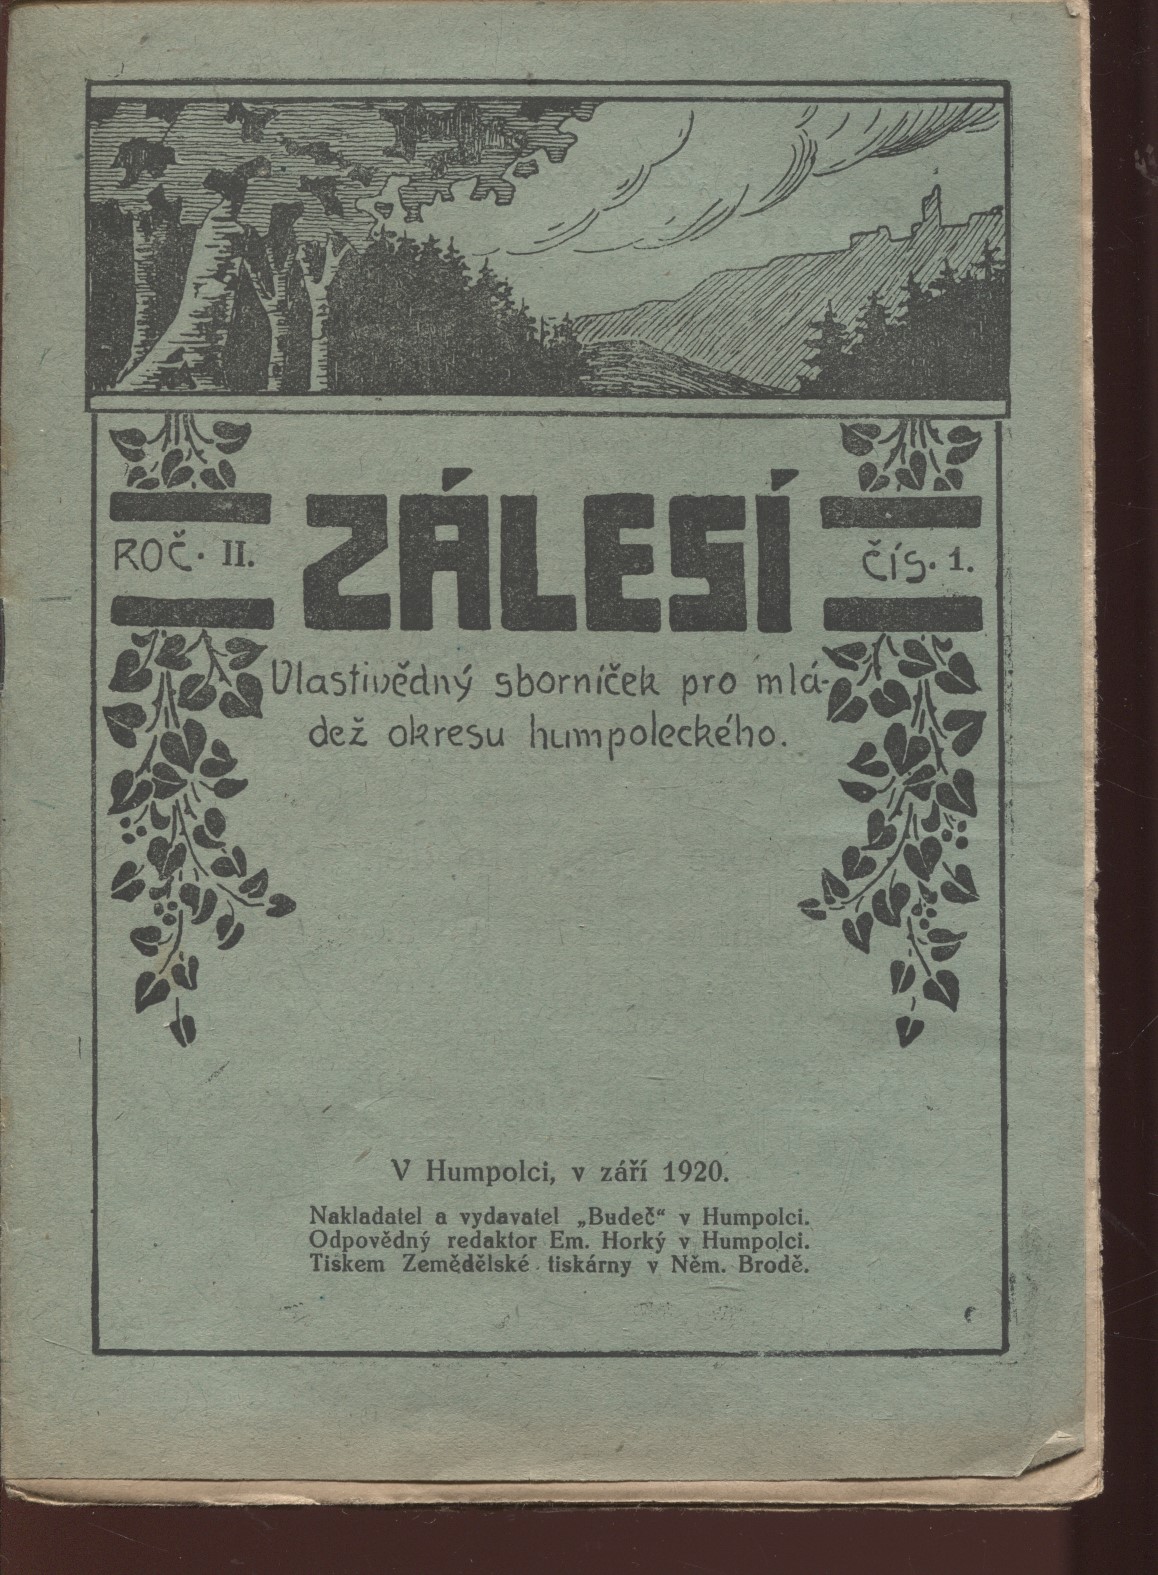 ZÁLESÍ
ROČ. II.
ČÍS. 1.
Vlastivědný sborníček pro mlá-
dež okresu humpoleckého.
V Humpolci, v září 1920.
Nakladatel a vydavatel „Budeč“ v Humpolci.
Odpovědný redaktor Em. Horký v Humpolci.
Tiskem Zemědělské tiskárny v Něm. Brodě.